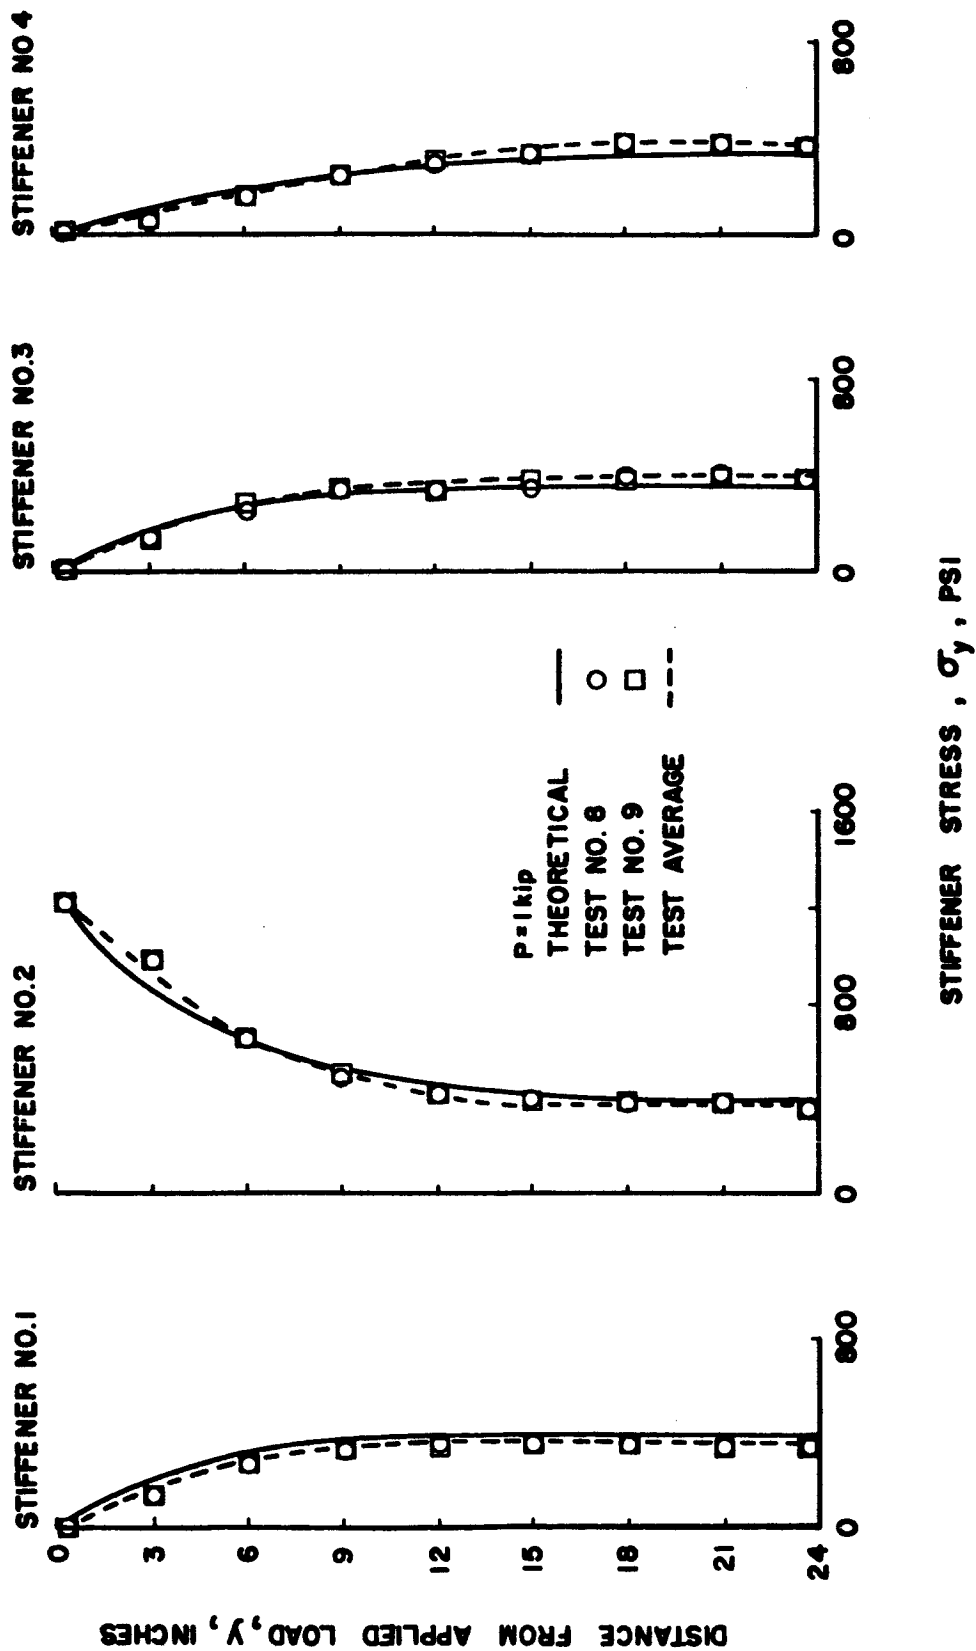 STIFFENER NO.1
STIFFENER NO.2
STIFFENER NO.3
STIFFENER NO 4
DISTANCE FROM APPLIED LOAD, y, INCHES
0
3
6
9
12
15
18
21
24
P=1kip
THEORETICAL
TEST NO. 8
TEST NO. 9
TEST AVERAGE
0 800
0 800 1600
0 800
0 800
STIFFENER STRESS, σy, PSI